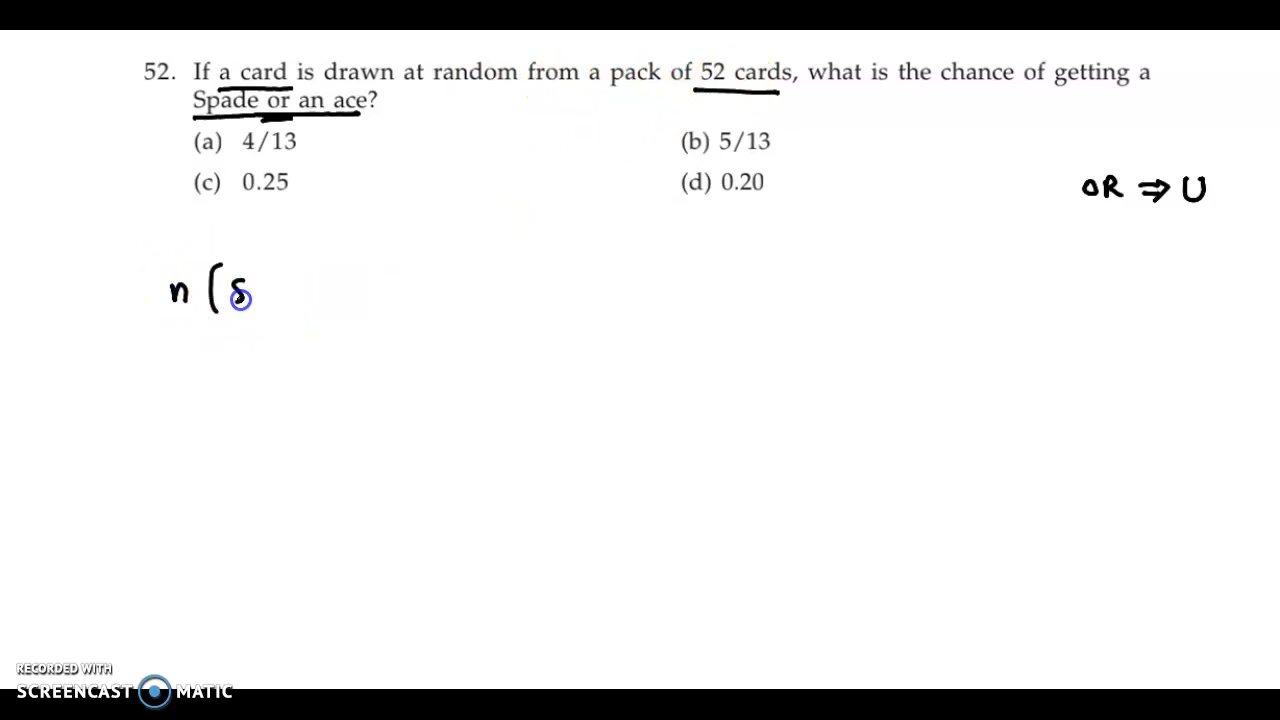 52. If a card is drawn at random from a pack of 52 cards, what is the chance of getting a
Spade or an ace?
(a) 4/13 (b) 5/13
(c) 0.25 (d) 0.20
OR ⇒ U
n (S
RECORDED WITH
SCREENCAST MATIC